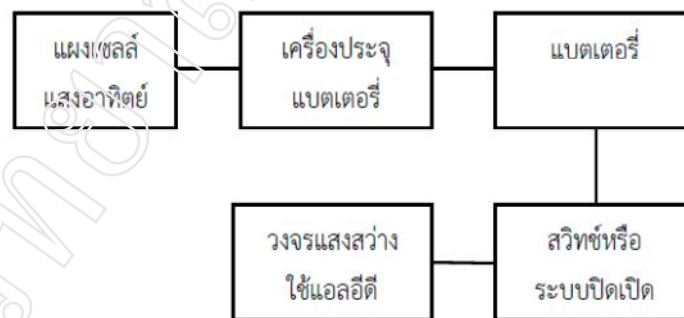 แผงเซลล์
แสงอาทิตย์
เครื่องประจุ
แบตเตอรี่
แบตเตอรี่
วงจรแสงสว่าง
ใช้แอลอีดี
สวิทช์หรือ
ระบบปิดเปิด